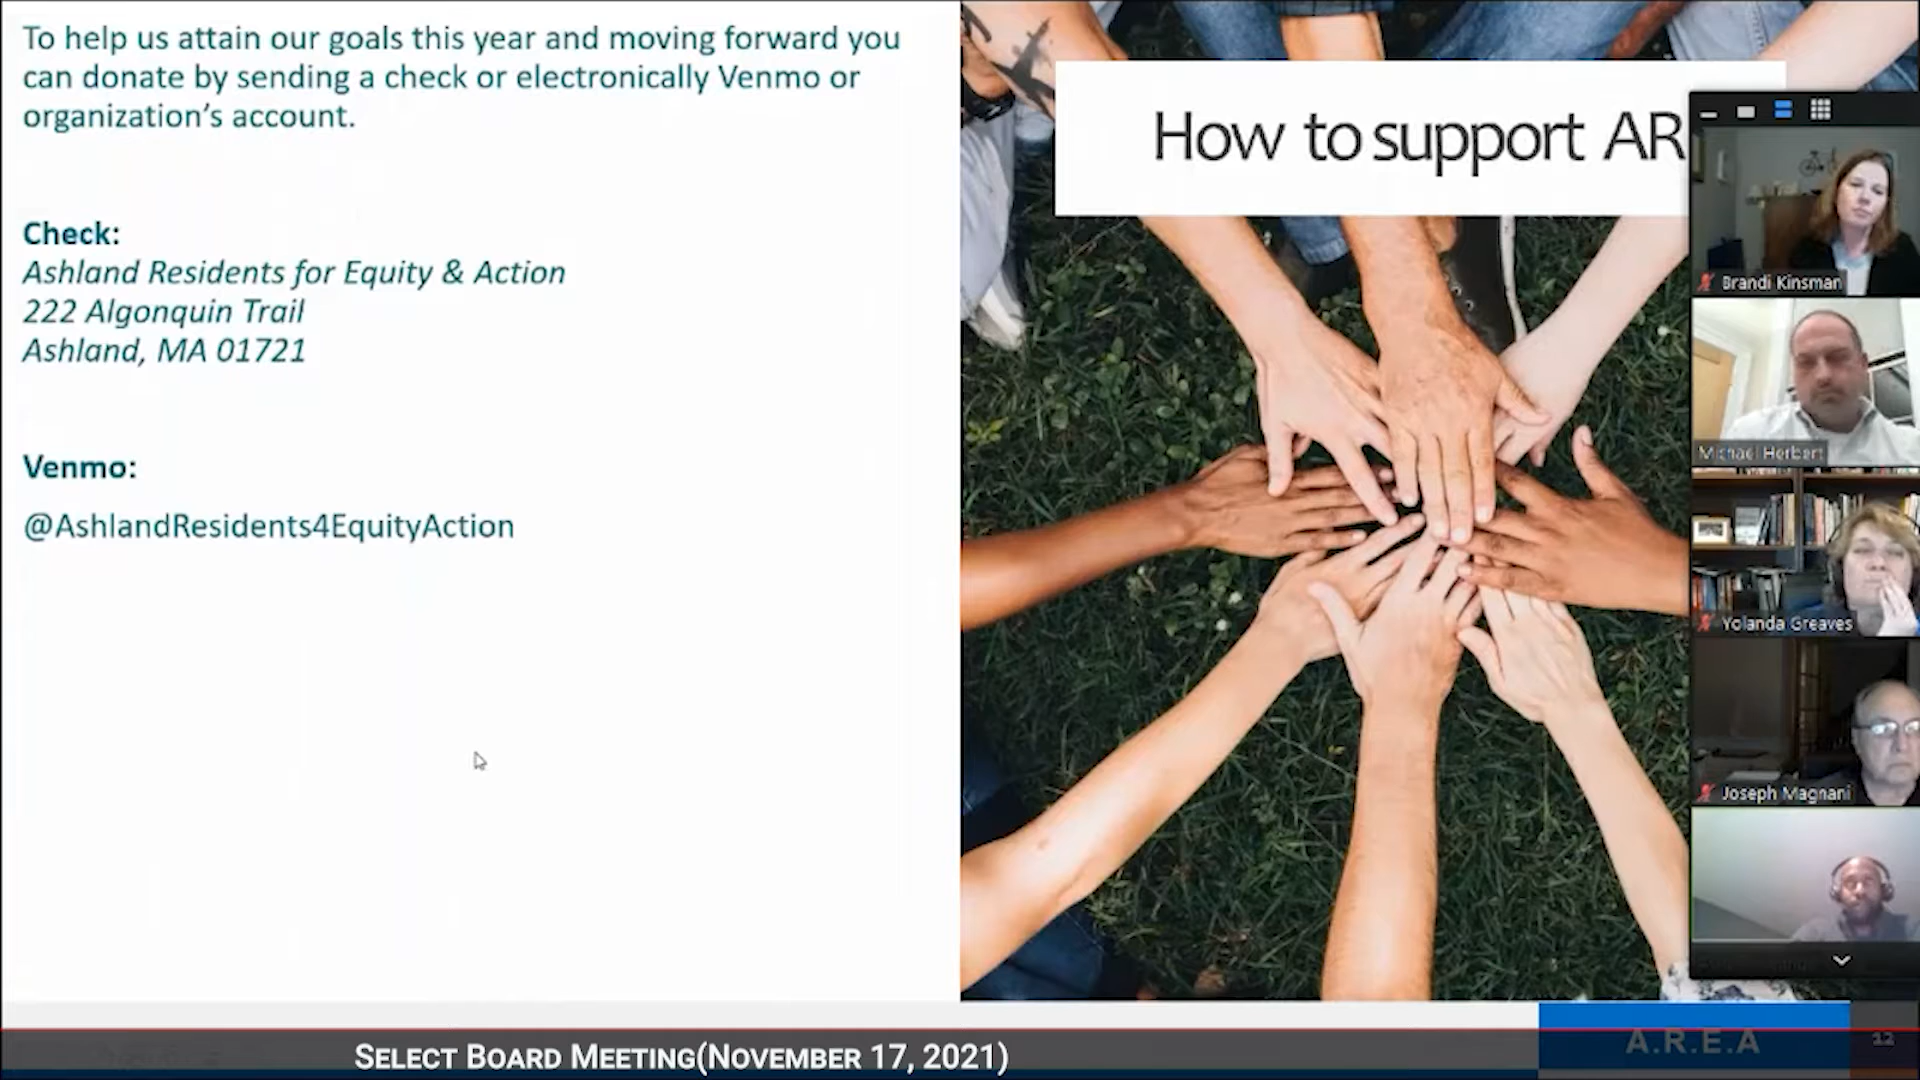 To help us attain our goals this year and moving forward you
can donate by sending a check or electronically Venmo or
organization's account.
Check:
Ashland Residents for Equity & Action
222 Algonquin Trail
Ashland, MA 01721
Venmo:
@AshlandResidents4EquityAction
How to support AR
Brandi Kinsman
Michael Herbert
Yolanda Greaves
Joseph Magnani
A.R.E.A
12
SELECT BOARD MEETING(NOVEMBER 17, 2021)